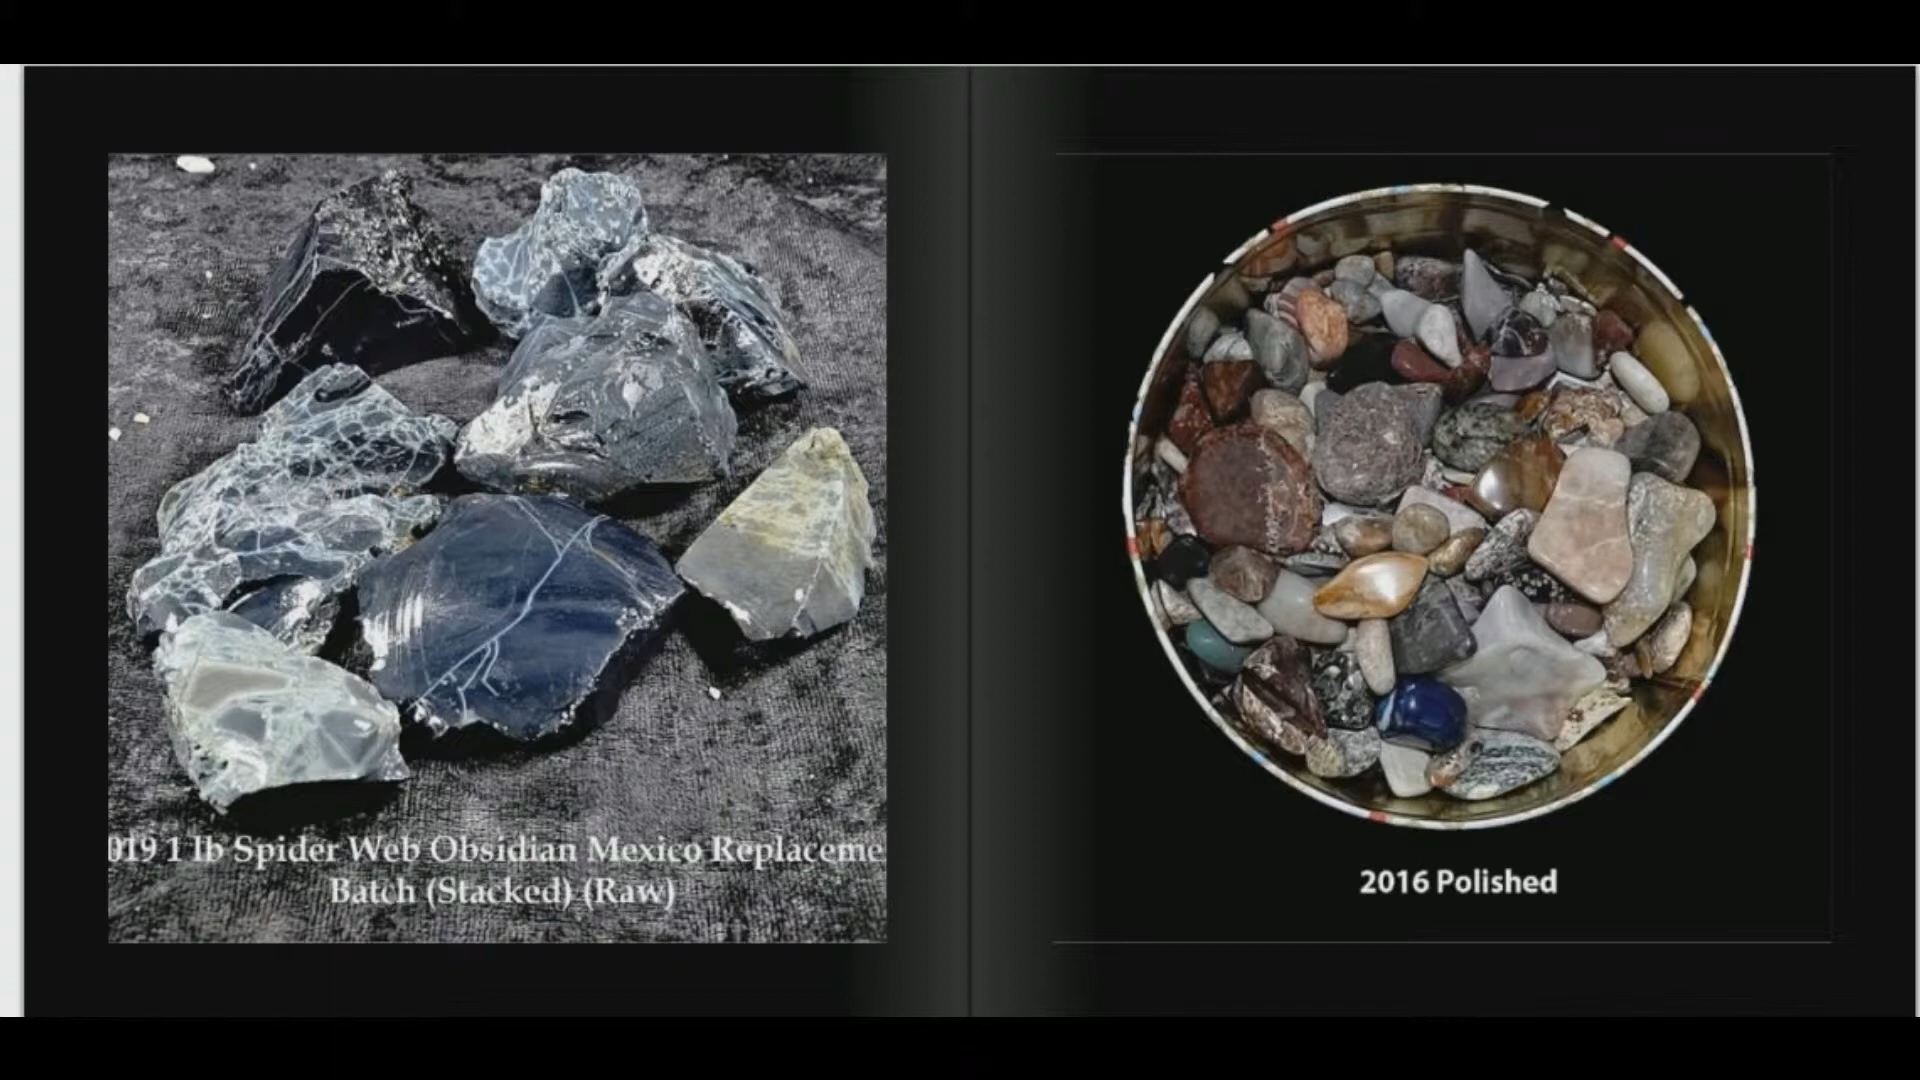 019 1 lb Spider Web Obsidian Mexico Replaceme
Batch (Stacked) (Raw)
2016 Polished